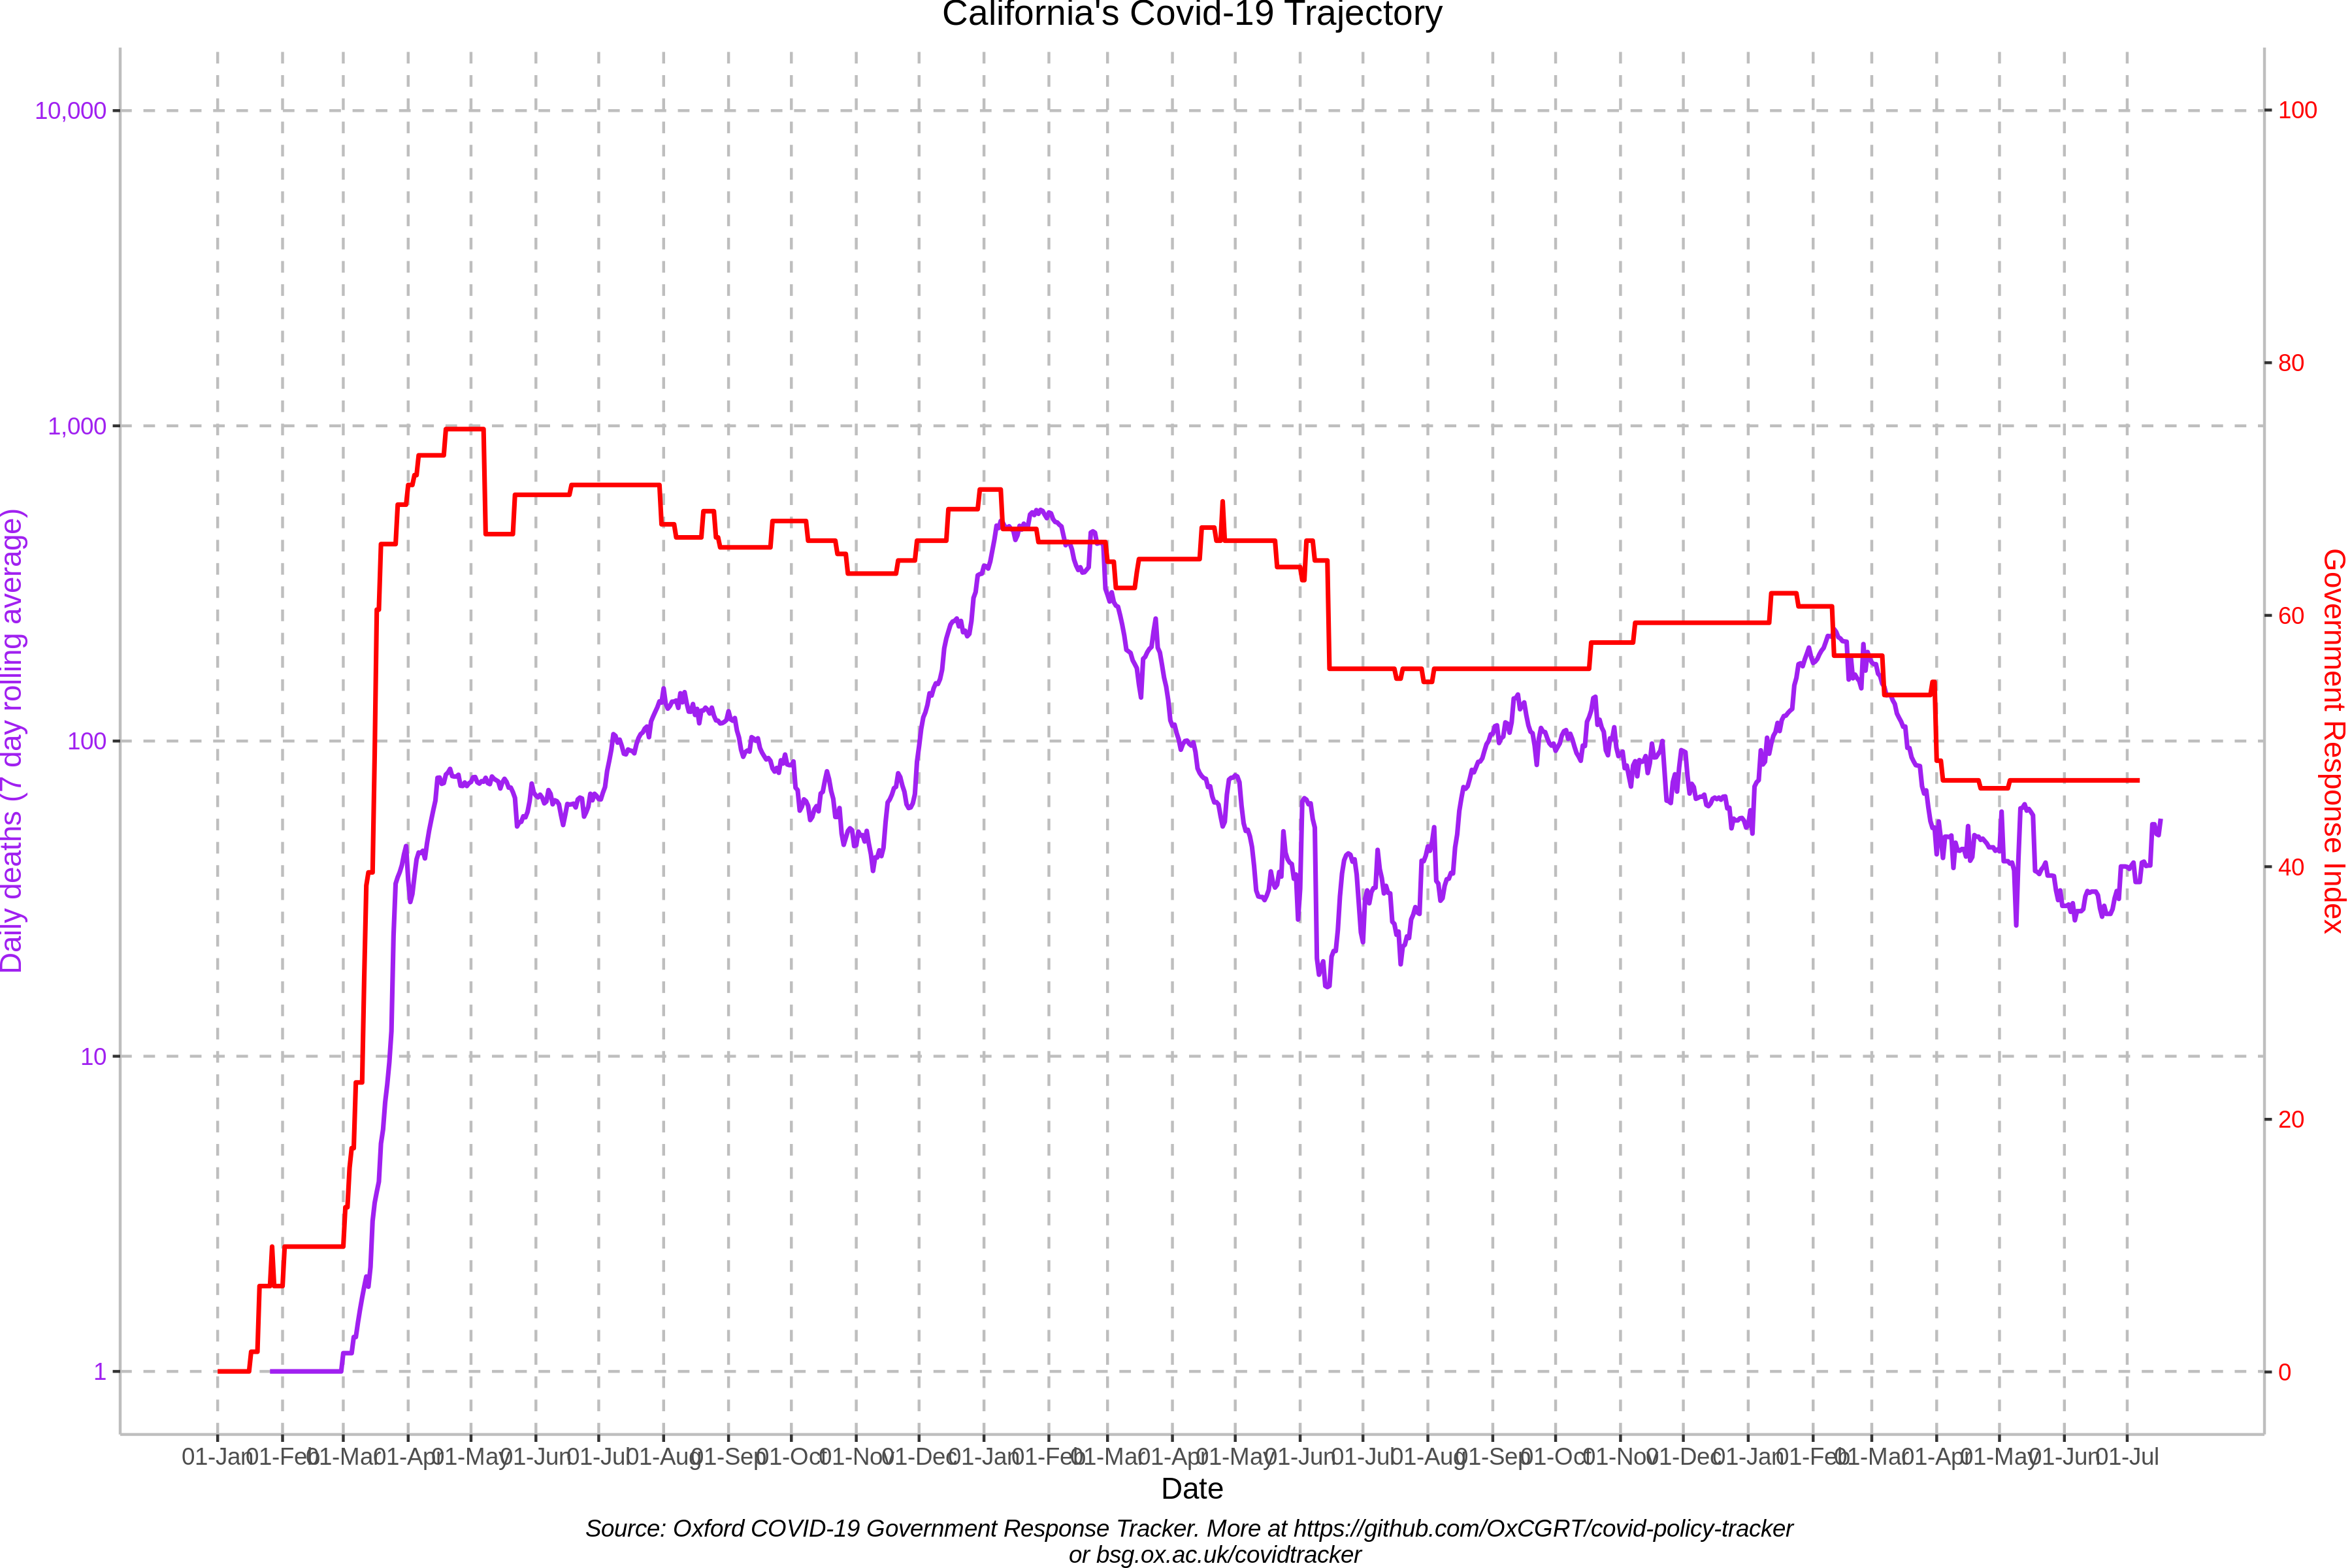 California's Covid-19 Trajectory
10,000
1,000
100
10
1
Daily deaths (7 day rolling average)
100
80
60
40
20
0
Government Response Index
01-Jan 01-Feb 01-Mar 01-Apr 01-May 01-Jun 01-Jul 01-Aug 01-Sep 01-Oct 01-Nov 01-Dec 01-Jan 01-Feb 01-Mar 01-Apr 01-May 01-Jun 01-Jul 01-Aug 01-Sep 01-Oct 01-Nov 01-Dec 01-Jan 01-Feb 01-Mar 01-Apr 01-May 01-Jun 01-Jul
Date
Source: Oxford COVID-19 Government Response Tracker. More at https://github.com/OxCGRT/covid-policy-tracker
or bsg.ox.ac.uk/covidtracker